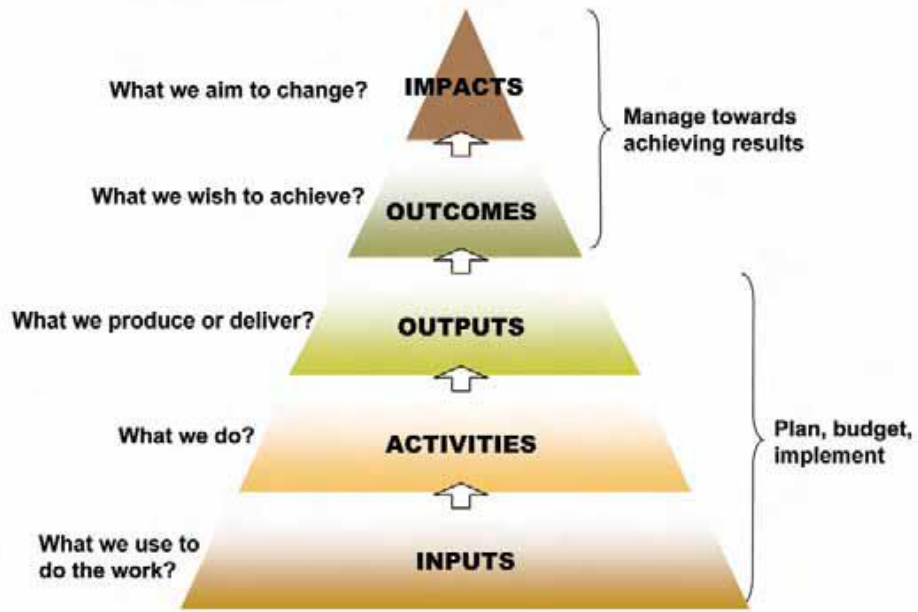 What we aim to change?
IMPACTS
Manage towards
achieving results
What we wish to achieve?
OUTCOMES
What we produce or deliver?
OUTPUTS
What we do?
ACTIVITIES
Plan, budget,
implement
What we use to
do the work?
INPUTS